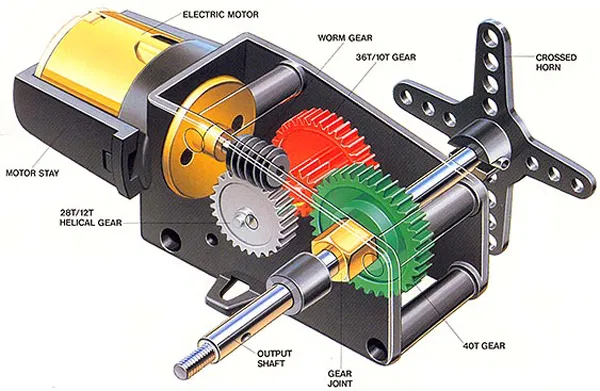 ELECTRIC MOTOR
WORM GEAR
36T/10T GEAR
CROSSED
HORN
MOTOR STAY
28T/12T
HELICAL GEAR
OUTPUT
SHAFT
GEAR
JOINT
40T GEAR